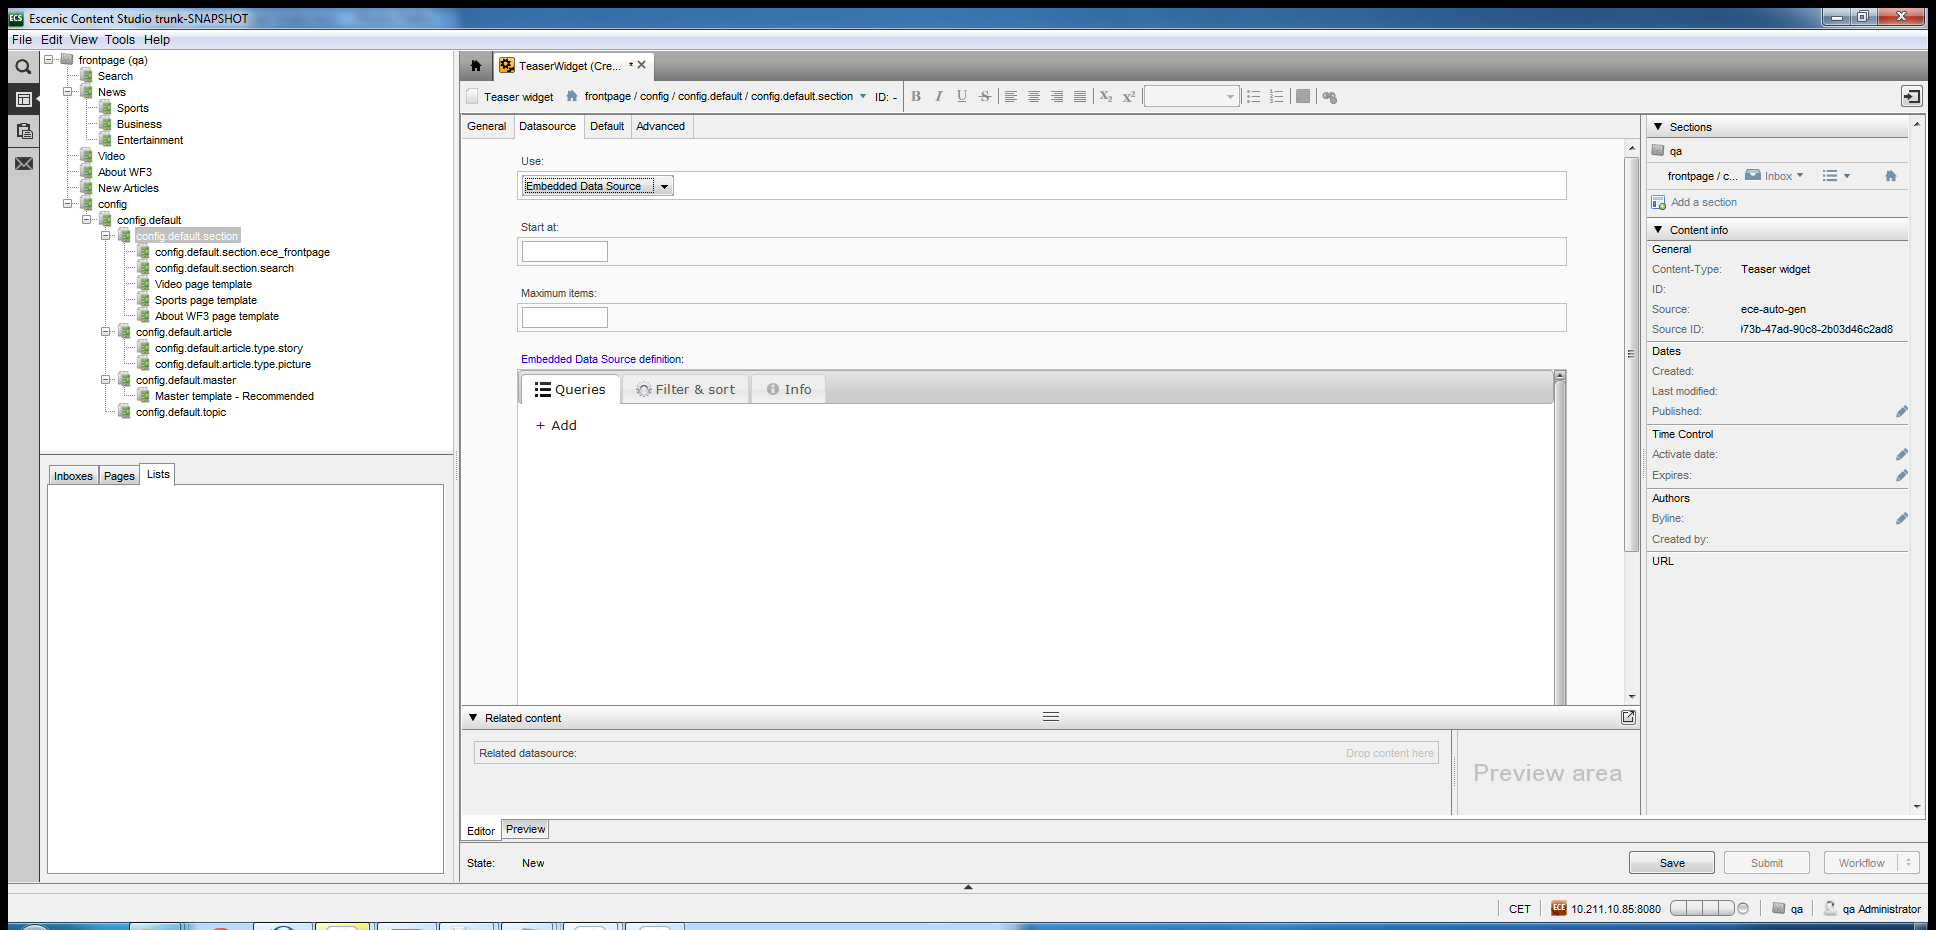 Escenic Content Studio trunk-SNAPSHOT
File Edit View Tools Help
frontpage (qa)
Search
News
Sports
Business
Entertainment
Video
About WF3
New Articles
config
config.default
config.default.section
config.default.section.ece_frontpage
config.default.section.search
Video page template
Sports page template
About WF3 page template
config.default.article
config.default.article.type.story
config.default.article.type.picture
config.default.master
Master template - Recommended
config.default.topic
Inboxes Pages Lists
TeaserWidget (Cre... *
Teaser widget frontpage / config / config.default / config.default.section ID: -
General Datasource Default Advanced
Use:
Embedded Data Source
Start at:
Maximum items:
Embedded Data Source definition:
Queries Filter & sort Info
+ Add
Related content
Related datasource: Drop content here
Preview area
Editor Preview
State: New
Save Submit Workflow
Sections
qa
frontpage / c... Inbox
Add a section
Content info
General
Content-Type: Teaser widget
ID:
Source: ece-auto-gen
Source ID: 973b-47ad-90c8-2b03d46c2ad8
Dates
Created:
Last modified:
Published:
Time Control
Activate date:
Expires:
Authors
Byline:
Created by:
URL
CET ECE 10.211.10.85:8080 qa qa Administrator